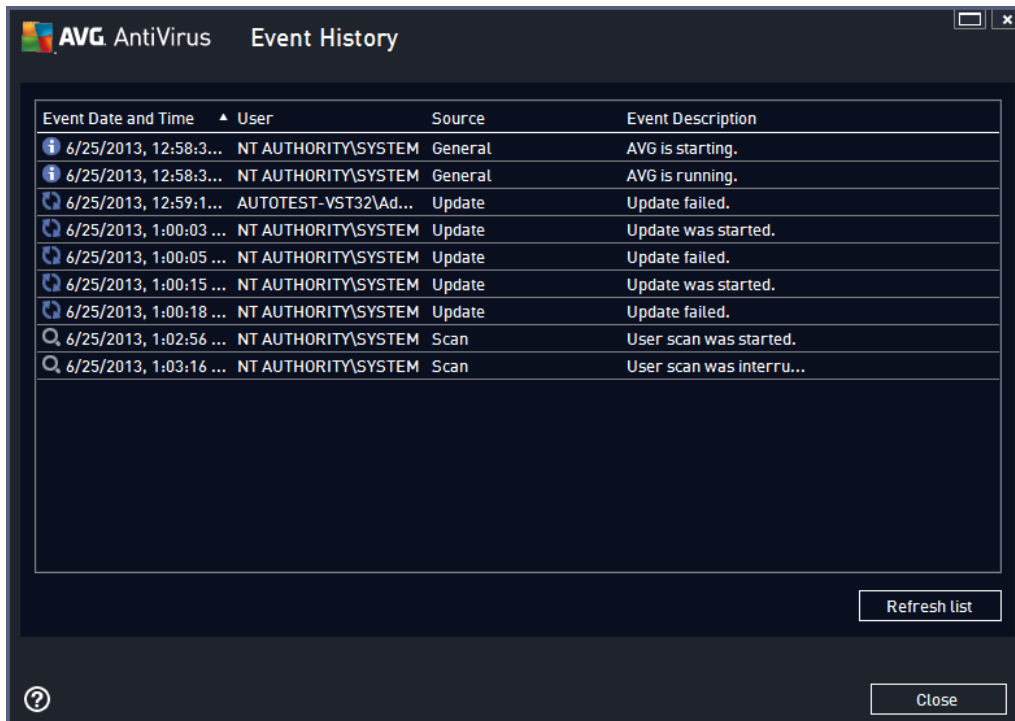 AVG. AntiVirus Event History
Event Date and Time User Source Event Description
6/25/2013, 12:58:3... NT AUTHORITY\SYSTEM General AVG is starting.
6/25/2013, 12:58:3... NT AUTHORITY\SYSTEM General AVG is running.
6/25/2013, 12:59:1... AUTOTEST-VST32\Ad... Update Update failed.
6/25/2013, 1:00:03 ... NT AUTHORITY\SYSTEM Update Update was started.
6/25/2013, 1:00:05 ... NT AUTHORITY\SYSTEM Update Update failed.
6/25/2013, 1:00:15 ... NT AUTHORITY\SYSTEM Update Update was started.
6/25/2013, 1:00:18 ... NT AUTHORITY\SYSTEM Update Update failed.
6/25/2013, 1:02:56 ... NT AUTHORITY\SYSTEM Scan User scan was started.
6/25/2013, 1:03:16 ... NT AUTHORITY\SYSTEM Scan User scan was interru...
Refresh list
Close